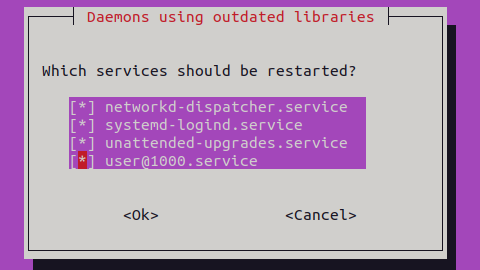 Daemons using outdated libraries
Which services should be restarted?
[*] networkd-dispatcher.service
[*] systemd-logind.service
[*] unattended-upgrades.service
[*] user@1000.service
<Ok> <Cancel>